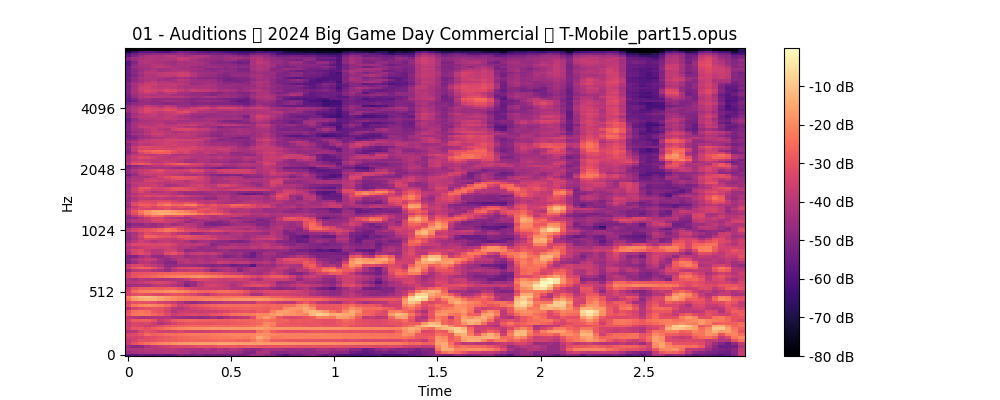 01 - Auditions  2024 Big Game Day Commercial  T-Mobile_part15.opus
Hz
4096
2048
1024
512
0
0 0.5 1 1.5 2 2.5
Time
-10 dB
-20 dB
-30 dB
-40 dB
-50 dB
-60 dB
-70 dB
-80 dB